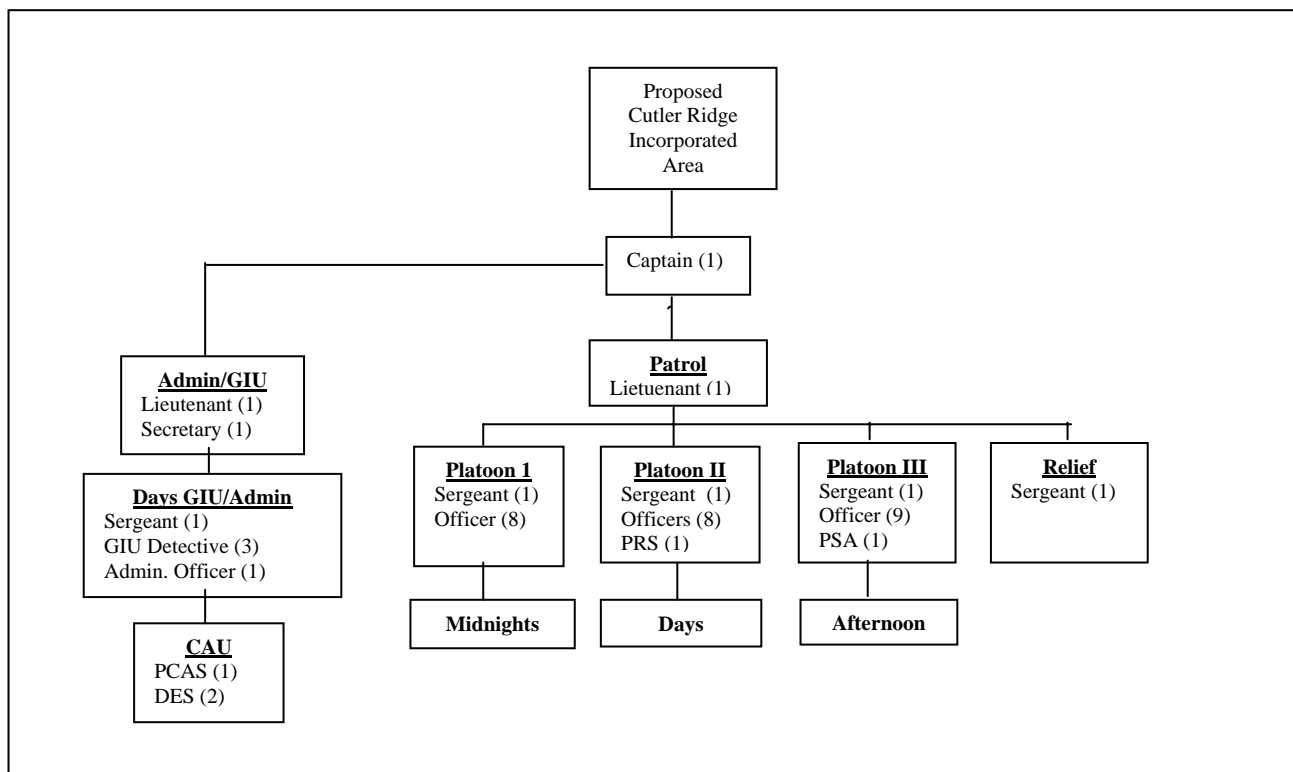 Proposed
Cutler Ridge
Incorporated
Area
Captain (1)
Admin/GIU
Lieutenant (1)
Secretary (1)
Patrol
Lietuenant (1)
Days GIU/Admin
Sergeant (1)
GIU Detective (3)
Admin. Officer (1)
Platoon 1
Sergeant (1)
Officer (8)
Platoon II
Sergeant (1)
Officers (8)
PRS (1)
Platoon III
Sergeant (1)
Officer (9)
PSA (1)
Relief
Sergeant (1)
Midnights
Days
Afternoon
CAU
PCAS (1)
DES (2)